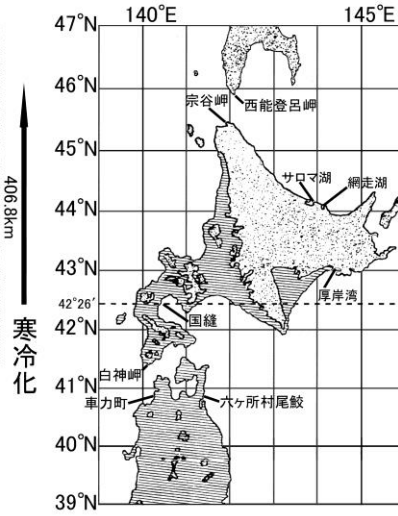 140°E 145°E
47°N
46°N
西能登呂岬
宗谷岬
45°N
サロマ湖 網走湖
44°N
43°N
厚岸湾
42°26'
42°N
国縫
白神岬
41°N
車力町 六ヶ所村尾鮫
40°N
39°N
406.8km
寒冷化